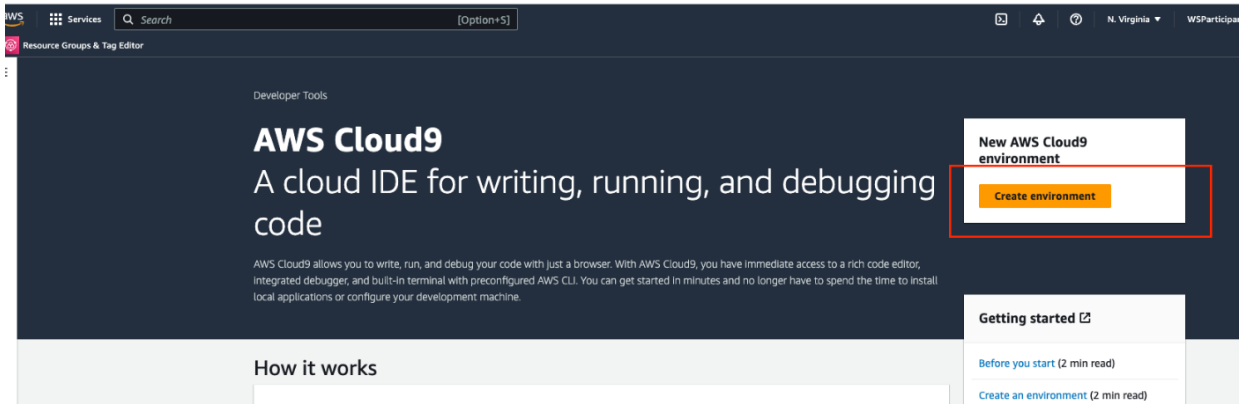 aws Services Search [Option+S] N. Virginia WSParticipa
Resource Groups & Tag Editor
Developer Tools
AWS Cloud9
A cloud IDE for writing, running, and debugging
code
AWS Cloud9 allows you to write, run, and debug your code with just a browser. With AWS Cloud9, you have immediate access to a rich code editor,
integrated debugger, and built-in terminal with preconfigured AWS CLI. You can get started in minutes and no longer have to spend the time to install
local applications or configure your development machine.
New AWS Cloud9
environment
Create environment
Getting started
Before you start (2 min read)
Create an environment (2 min read)
How it works